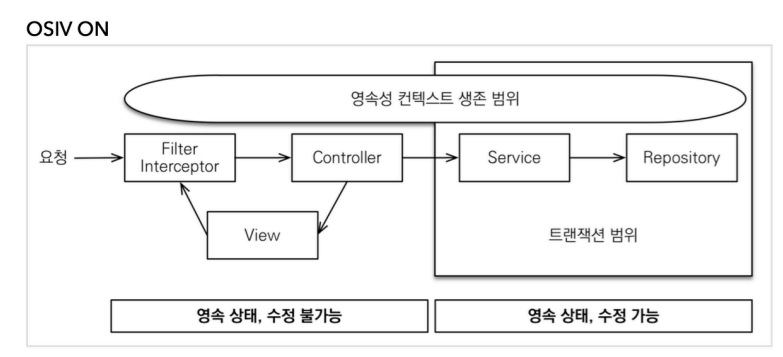 OSIV ON
영속성 컨텍스트 생존 범위
요청
Filter
Interceptor
Controller
Service
Repository
View
트랜잭션 범위
영속 상태, 수정 불가능
영속 상태, 수정 가능